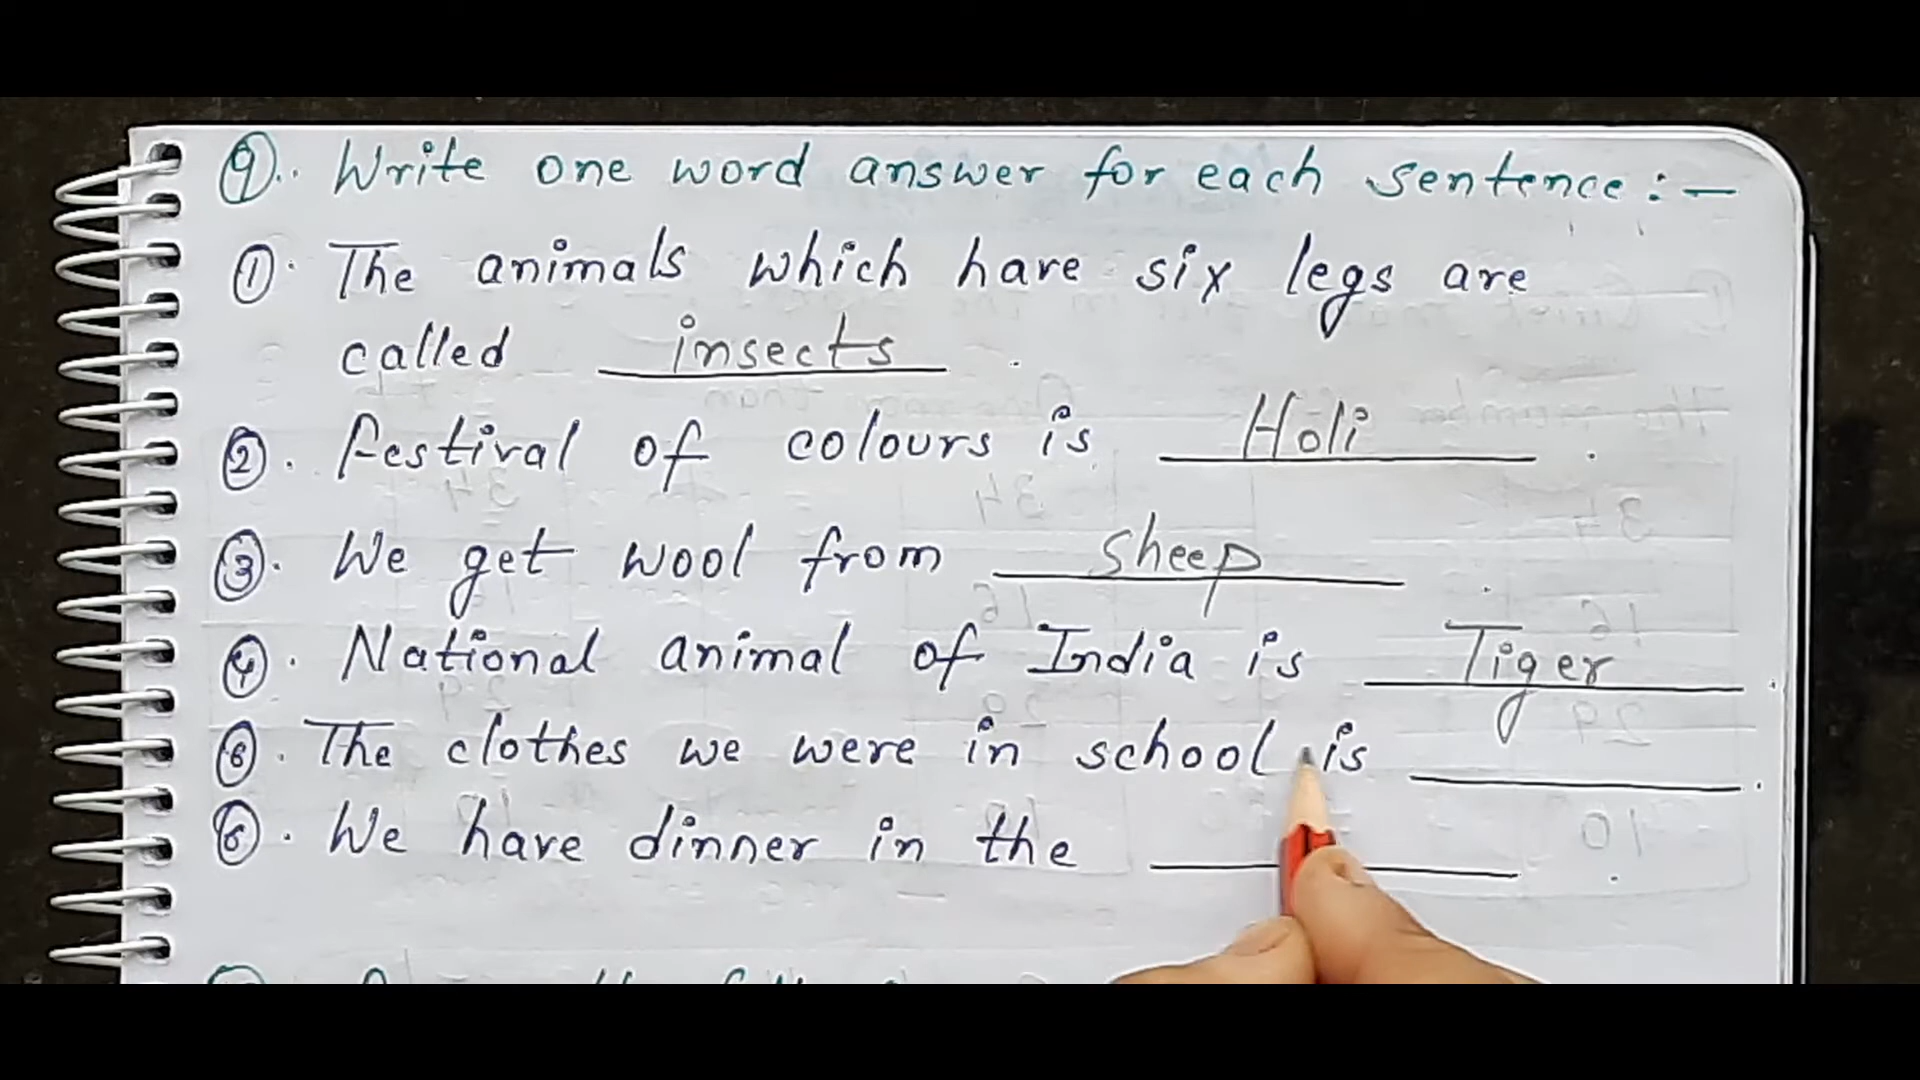 9.. Write one word answer for each sentence:-
1. The animals which have six legs are
called insects .
2. Festival of colours is Holi .
3. We get wool from Sheep .
4. National animal of India is Tiger .
5. The clothes we were in school is .
6. We have dinner in the .